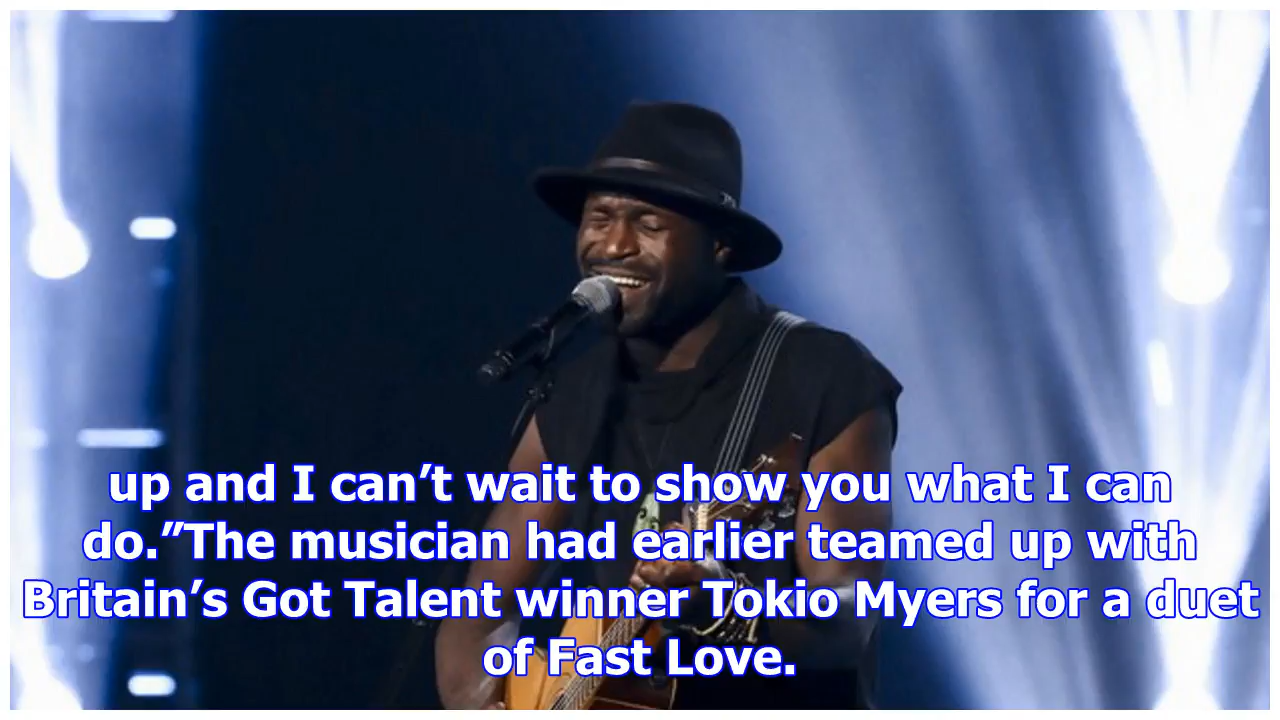 up and I can’t wait to show you what I can
do.”The musician had earlier teamed up with
Britain’s Got Talent winner Tokio Myers for a duet
of Fast Love.